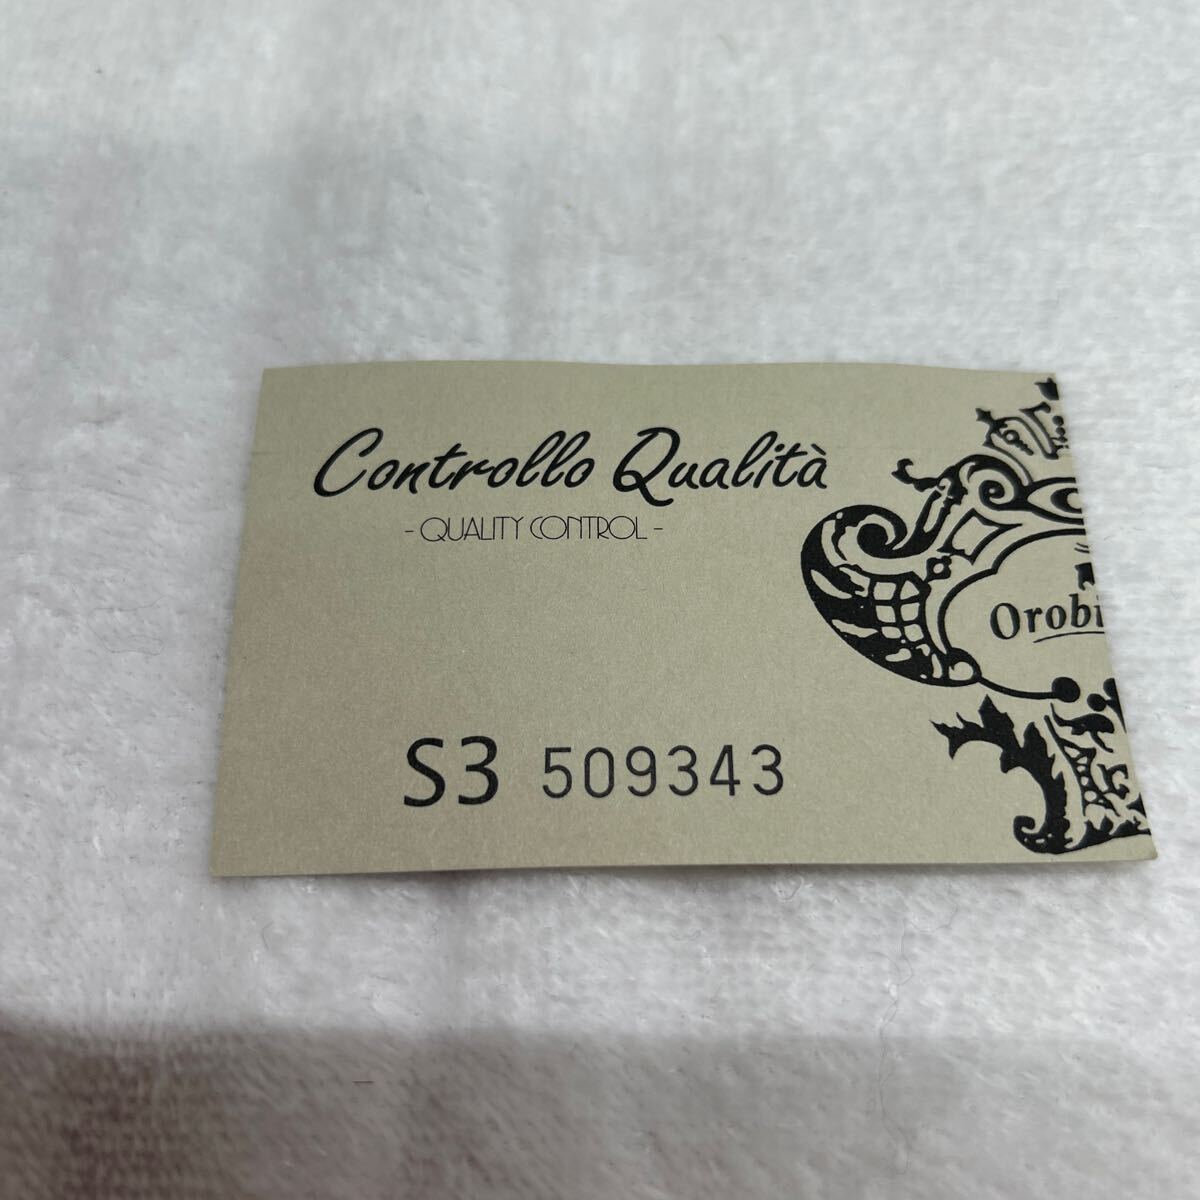 Controllo Qualità
- QUALITY CONTROL -
Orobi
S3 509343